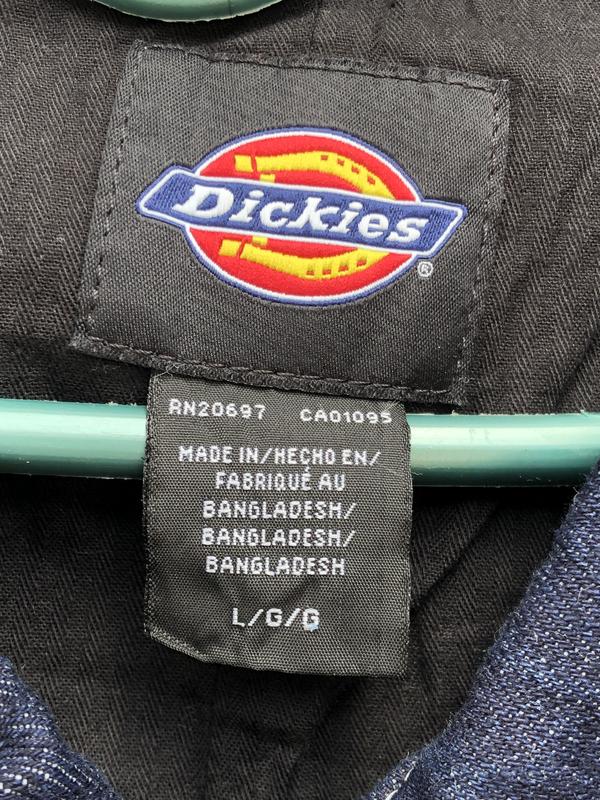 Dickies
®
RN20697 CA01095
MADE IN/HECHO EN/
FABRIQUÉ AU
BANGLADESH/
BANGLADESH/
BANGLADESH
L/G/G